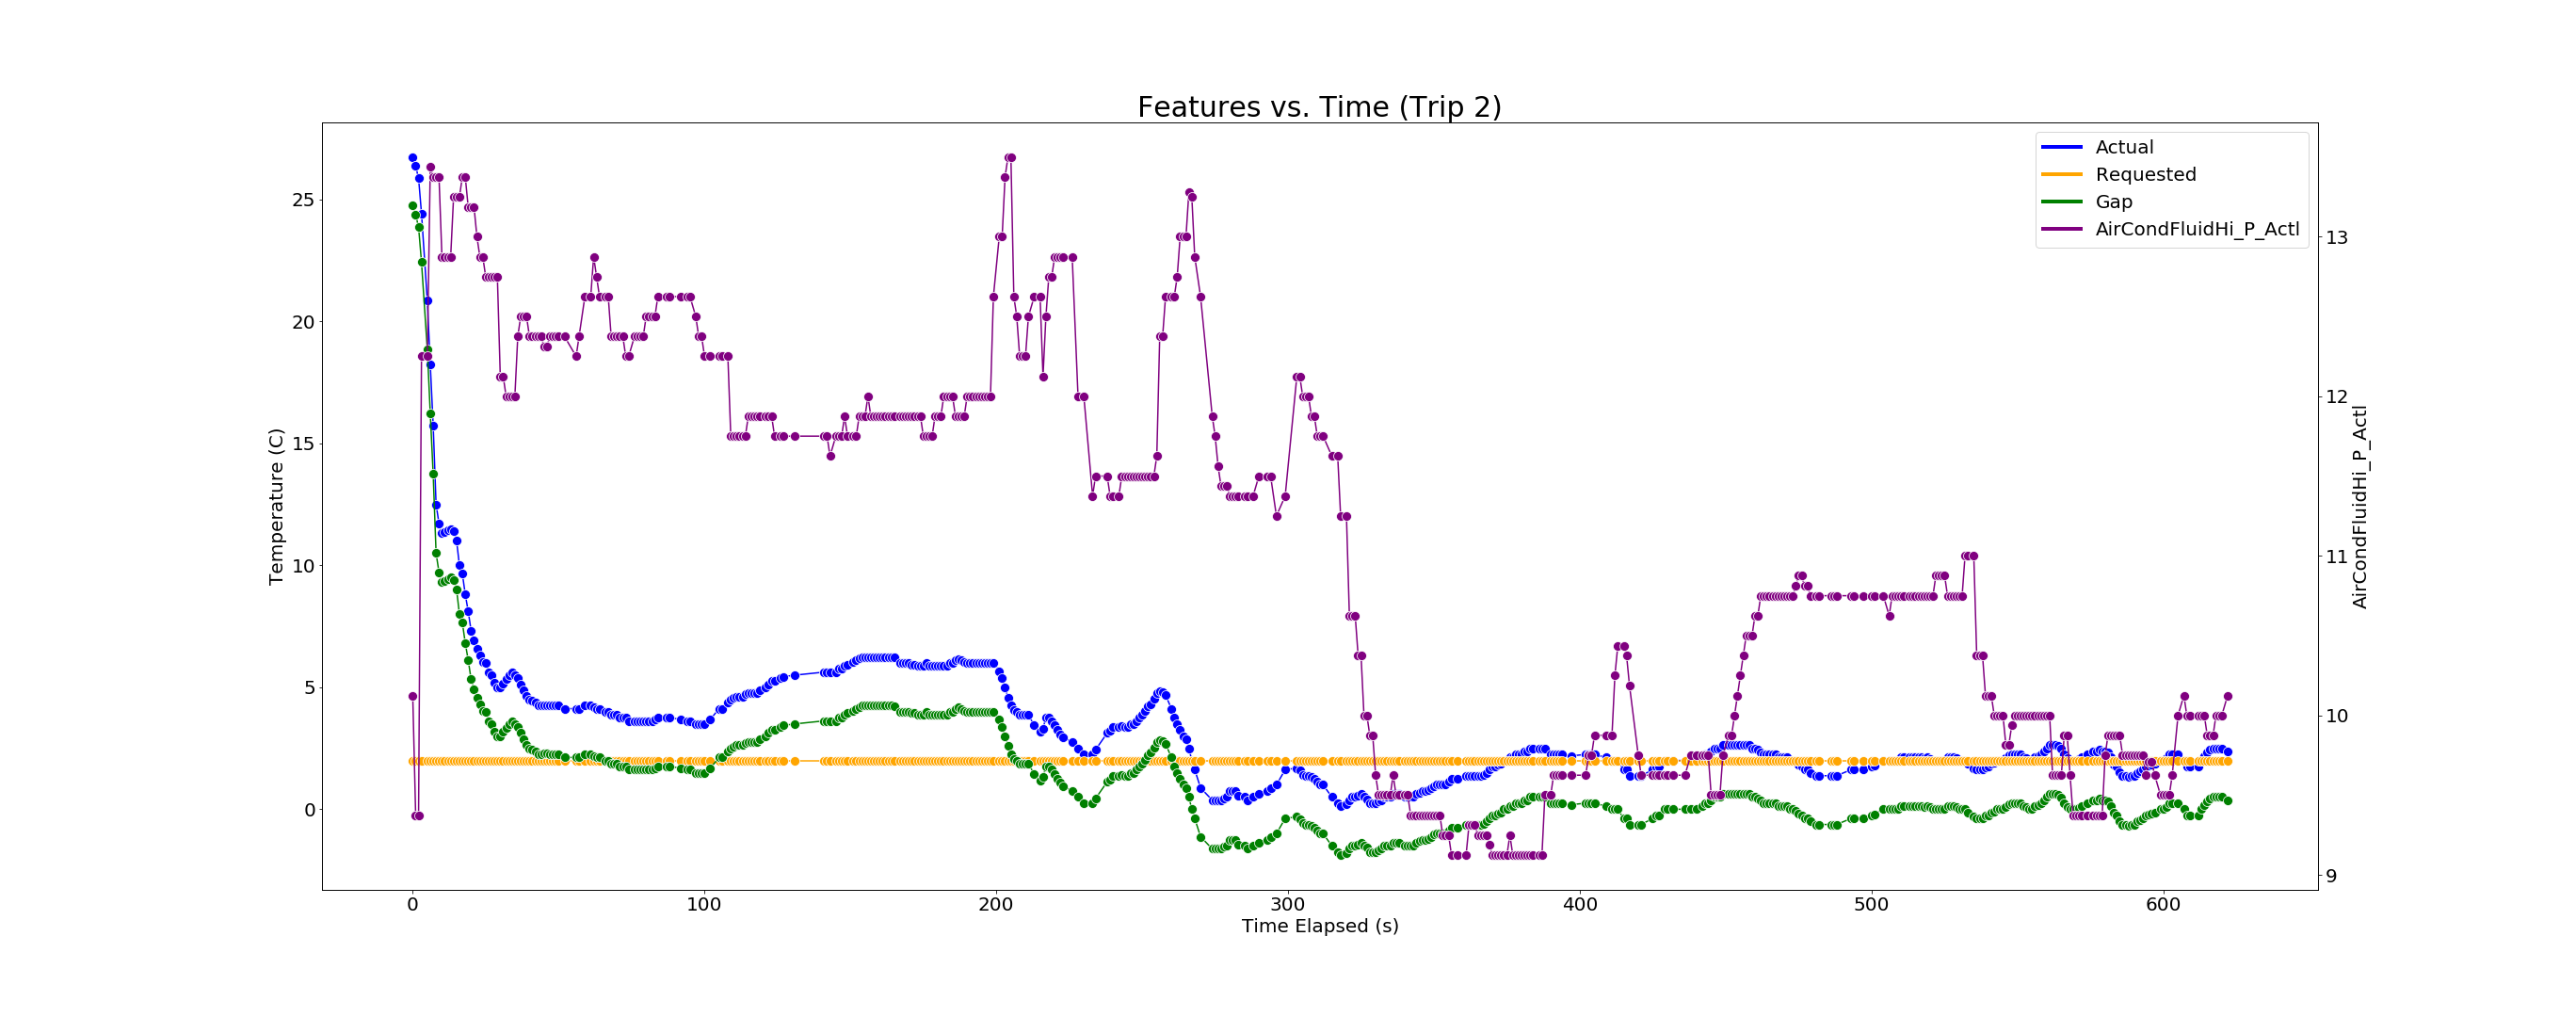 Features vs. Time (Trip 2)
Actual
Requested
Gap
AirCondFluidHi_P_Actl
Temperature (C)
25
20
15
10
5
0
13
12
11
10
9
AirCondFluidHi_P_Actl
0 100 200 300 400 500 600
Time Elapsed (s)